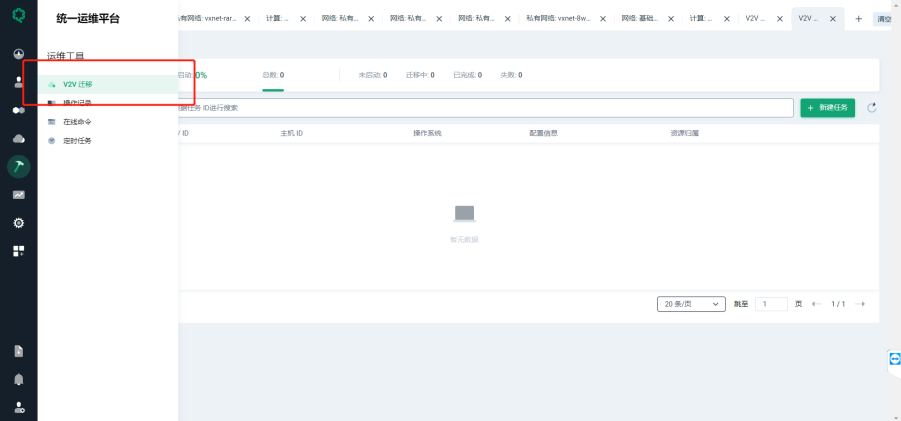 统一运维平台
有网络: vxnet-rar...
计算: ...
网络: 私有...
网络: 私有...
网络: 私有...
私有网络: vxnet-8w...
网络: 基础...
计算: ...
V2V ...
V2V ...
清空
运维工具
V2V 迁移
操作记录
在线命令
定时任务
启动: 0%
总数: 0
未启动: 0
迁移中: 0
已完成: 0
失败: 0
据任务 ID进行搜索
+ 新建任务
/ ID
主机 ID
操作系统
配置信息
资源归属
暂无数据
20 条/页
跳至
1
页
1 / 1